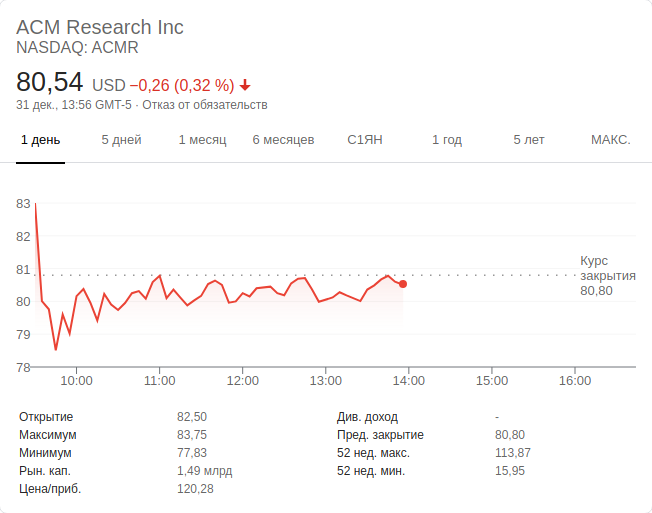 ACM Research Inc
NASDAQ: ACMR
80,54 USD −0,26 (0,32 %)
31 дек., 13:56 GMT-5 · Отказ от обязательств
1 день 5 дней 1 месяц 6 месяцев С1ЯН 1 год 5 лет МАКС.
83
82
81
80
79
78
Курс
закрытия
80,80
10:00 11:00 12:00 13:00 14:00 15:00 16:00
Открытие 82,50
Максимум 83,75
Минимум 77,83
Рын. кап. 1,49 млрд
Цена/приб. 120,28
Див. доход -
Пред. закрытие 80,80
52 нед. макс. 113,87
52 нед. мин. 15,95